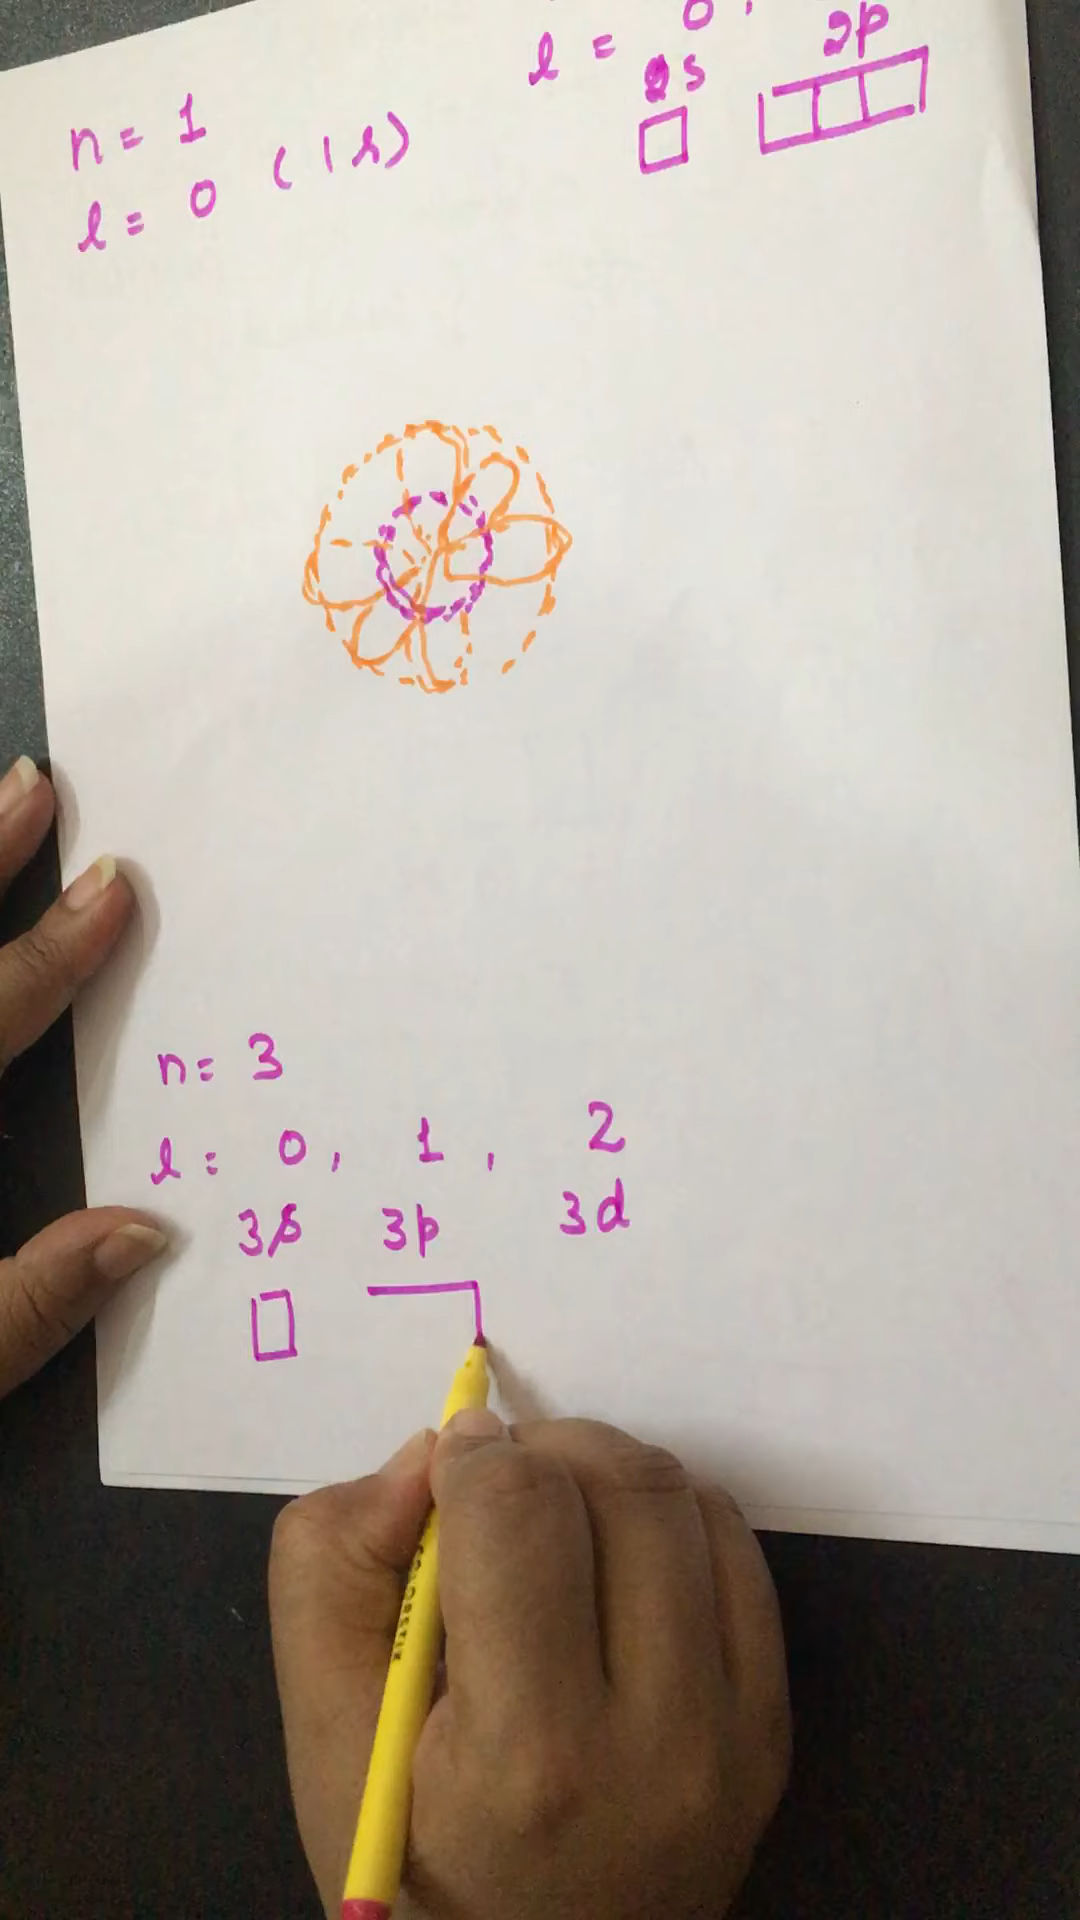 n = 1
l = 0 (1s)
l = 0,
2s 2p
n = 3
l = 0, 1, 2
3s 3p 3d